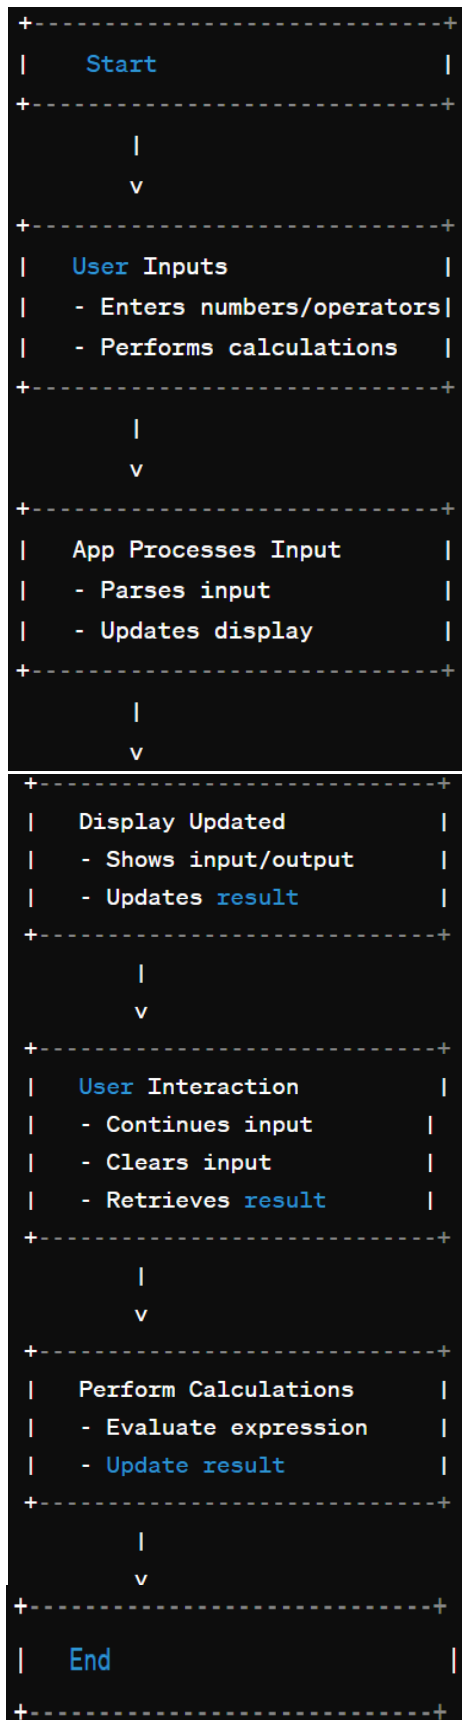 +-----------------------------+
|    Start                    |
+-----------------------------+
|
v
+-----------------------------+
|   User Inputs               |
|   - Enters numbers/operators|
|   - Performs calculations   |
+-----------------------------+
|
v
+-----------------------------+
|   App Processes Input       |
|   - Parses input            |
|   - Updates display         |
+-----------------------------+
|
v
+-----------------------------+
|   Display Updated           |
|   - Shows input/output      |
|   - Updates result          |
+-----------------------------+
|
v
+-----------------------------+
|   User Interaction          |
|   - Continues input        |
|   - Clears input           |
|   - Retrieves result       |
+-----------------------------+
|
v
+-----------------------------+
|   Perform Calculations      |
|   - Evaluate expression     |
|   - Update result           |
+-----------------------------+
|
v
+-----------------------------+
|   End                        |
+-----------------------------+